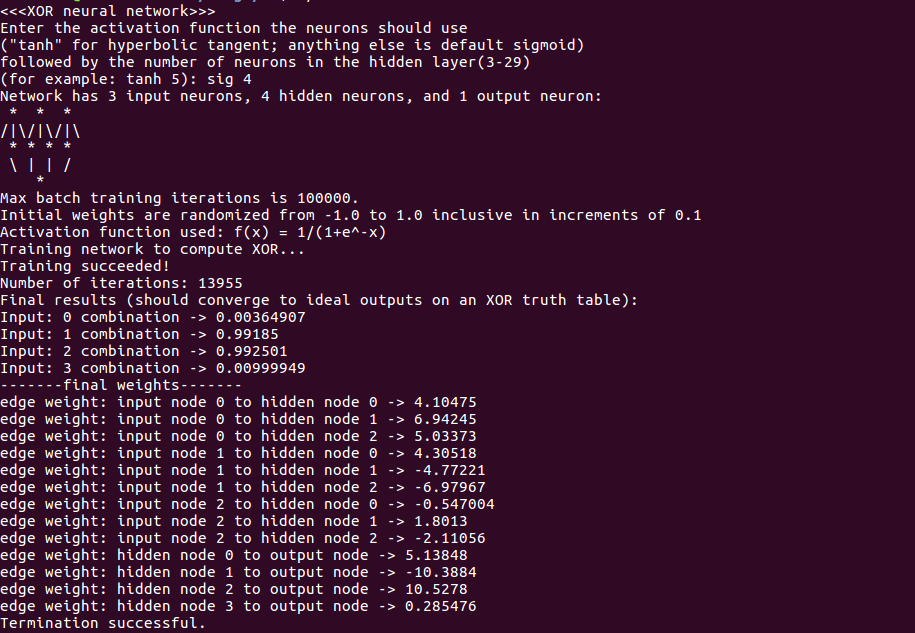 <<<XOR neural network>>>
Enter the activation function the neurons should use
("tanh" for hyperbolic tangent; anything else is default sigmoid)
followed by the number of neurons in the hidden layer(3-29)
(for example: tanh 5): sig 4
Network has 3 input neurons, 4 hidden neurons, and 1 output neuron:
 *  *  *
/|\/|\/|\
 * * * *
 \ | | /
    *
Max batch training iterations is 100000.
Initial weights are randomized from -1.0 to 1.0 inclusive in increments of 0.1
Activation function used: f(x) = 1/(1+e^-x)
Training network to compute XOR...
Training succeeded!
Number of iterations: 13955
Final results (should converge to ideal outputs on an XOR truth table):
Input: 0 combination -> 0.00364907
Input: 1 combination -> 0.99185
Input: 2 combination -> 0.992501
Input: 3 combination -> 0.00999949
-------final weights-------
edge weight: input node 0 to hidden node 0 -> 4.10475
edge weight: input node 0 to hidden node 1 -> 6.94245
edge weight: input node 0 to hidden node 2 -> 5.03373
edge weight: input node 1 to hidden node 0 -> 4.30518
edge weight: input node 1 to hidden node 1 -> -4.77221
edge weight: input node 1 to hidden node 2 -> -6.97967
edge weight: input node 2 to hidden node 0 -> -0.547004
edge weight: input node 2 to hidden node 1 -> 1.8013
edge weight: input node 2 to hidden node 2 -> -2.11056
edge weight: hidden node 0 to output node -> 5.13848
edge weight: hidden node 1 to output node -> -10.3884
edge weight: hidden node 2 to output node -> 10.5278
edge weight: hidden node 3 to output node -> 0.285476
Termination successful.